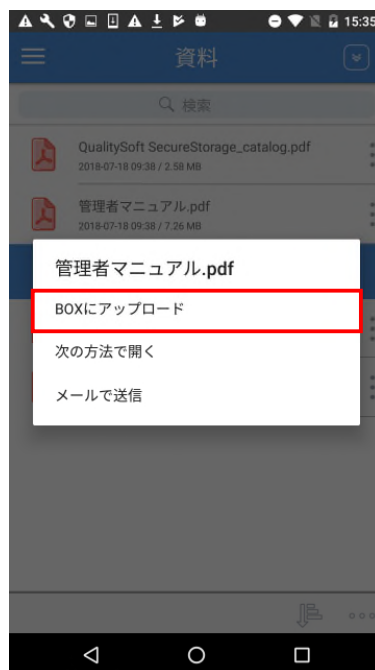 15:35
資料
検索
QualitySoft SecureStorage_catalog.pdf
2018-07-18 09:38 / 2.58 MB
管理者マニュアル.pdf
2018-07-18 09:38 / 7.26 MB
管理者マニュアル.pdf
BOXにアップロード
次の方法で開く
メールで送信